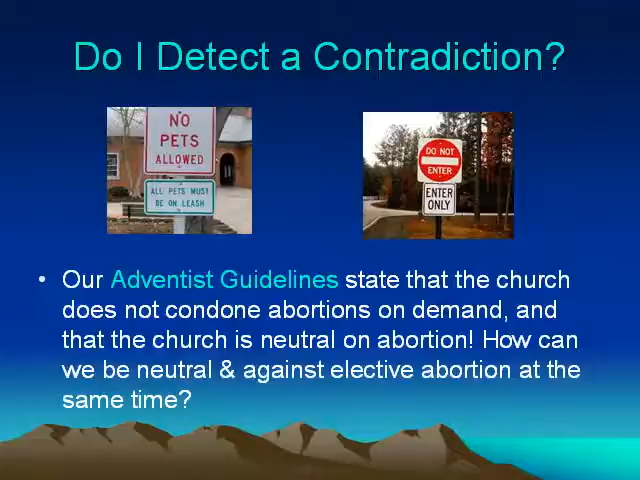 Do I Detect a Contradiction?
NO
PETS
ALLOWED
ALL PETS MUST
BE ON LEASH
DO NOT
ENTER
ENTER
ONLY
• Our Adventist Guidelines state that the church
does not condone abortions on demand, and
that the church is neutral on abortion! How can
we be neutral & against elective abortion at the
same time?